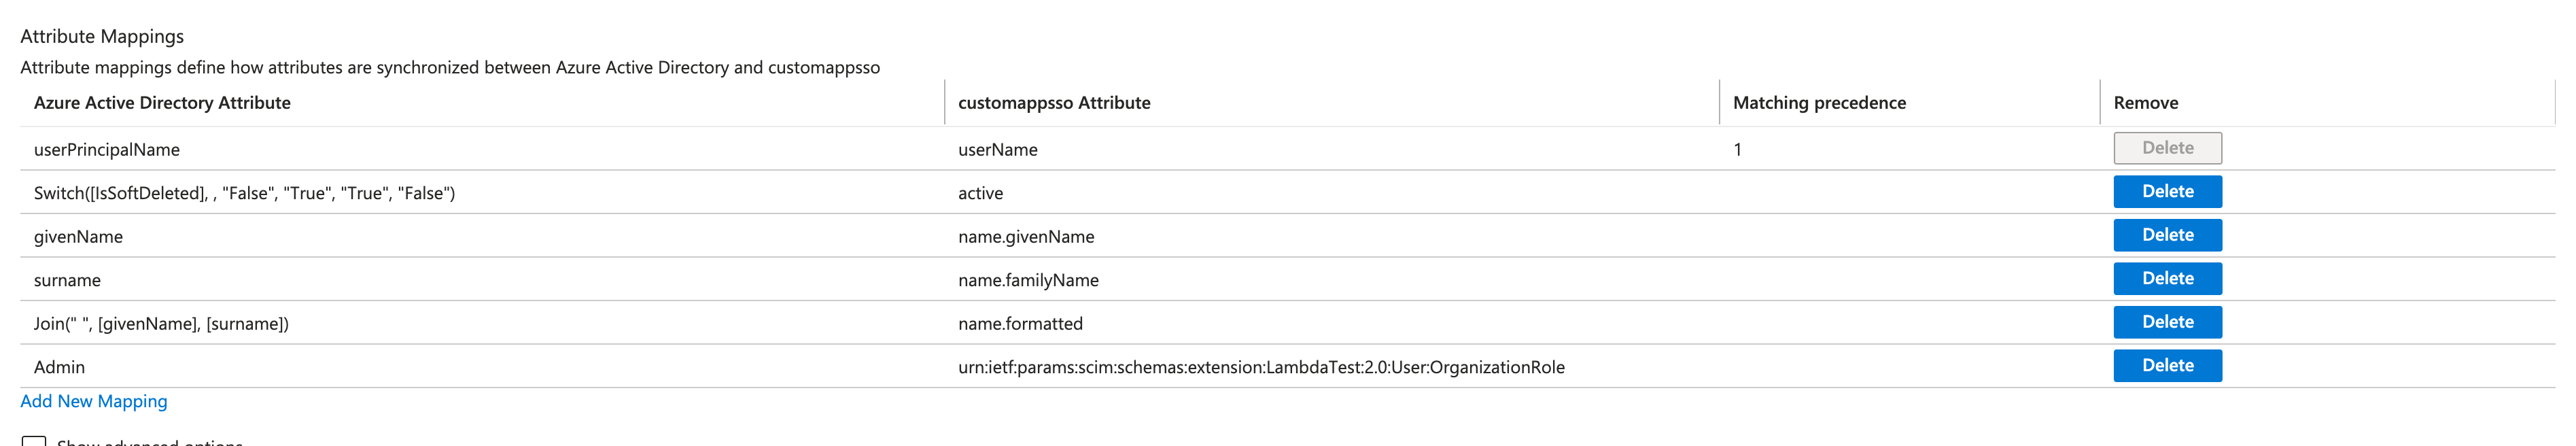 Attribute Mappings
Attribute mappings define how attributes are synchronized between Azure Active Directory and customappsso
Azure Active Directory Attribute customappsso Attribute Matching precedence Remove
userPrincipalName userName 1 Delete
Switch([IsSoftDeleted], , "False", "True", "True", "False") active Delete
givenName name.givenName Delete
surname name.familyName Delete
Join(" ", [givenName], [surname]) name.formatted Delete
Admin urn:ietf:params:scim:schemas:extension:LambdaTest:2.0:User:OrganizationRole Delete
Add New Mapping
Show advanced options